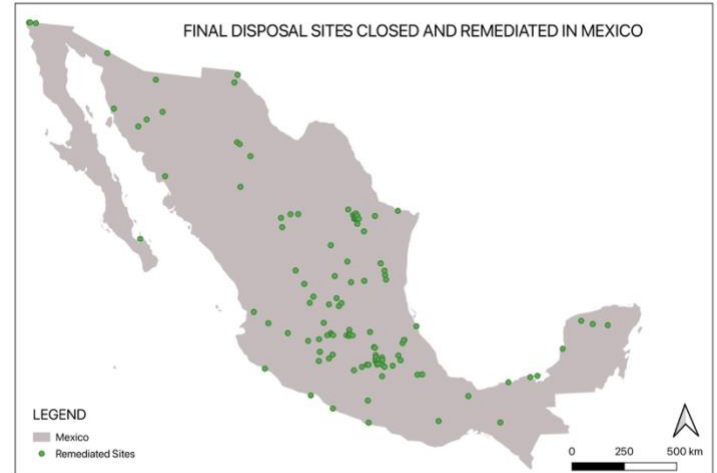 FINAL DISPOSAL SITES CLOSED AND REMEDIATED IN MEXICO
LEGEND
Mexico
Remediated Sites
0 250 500 km